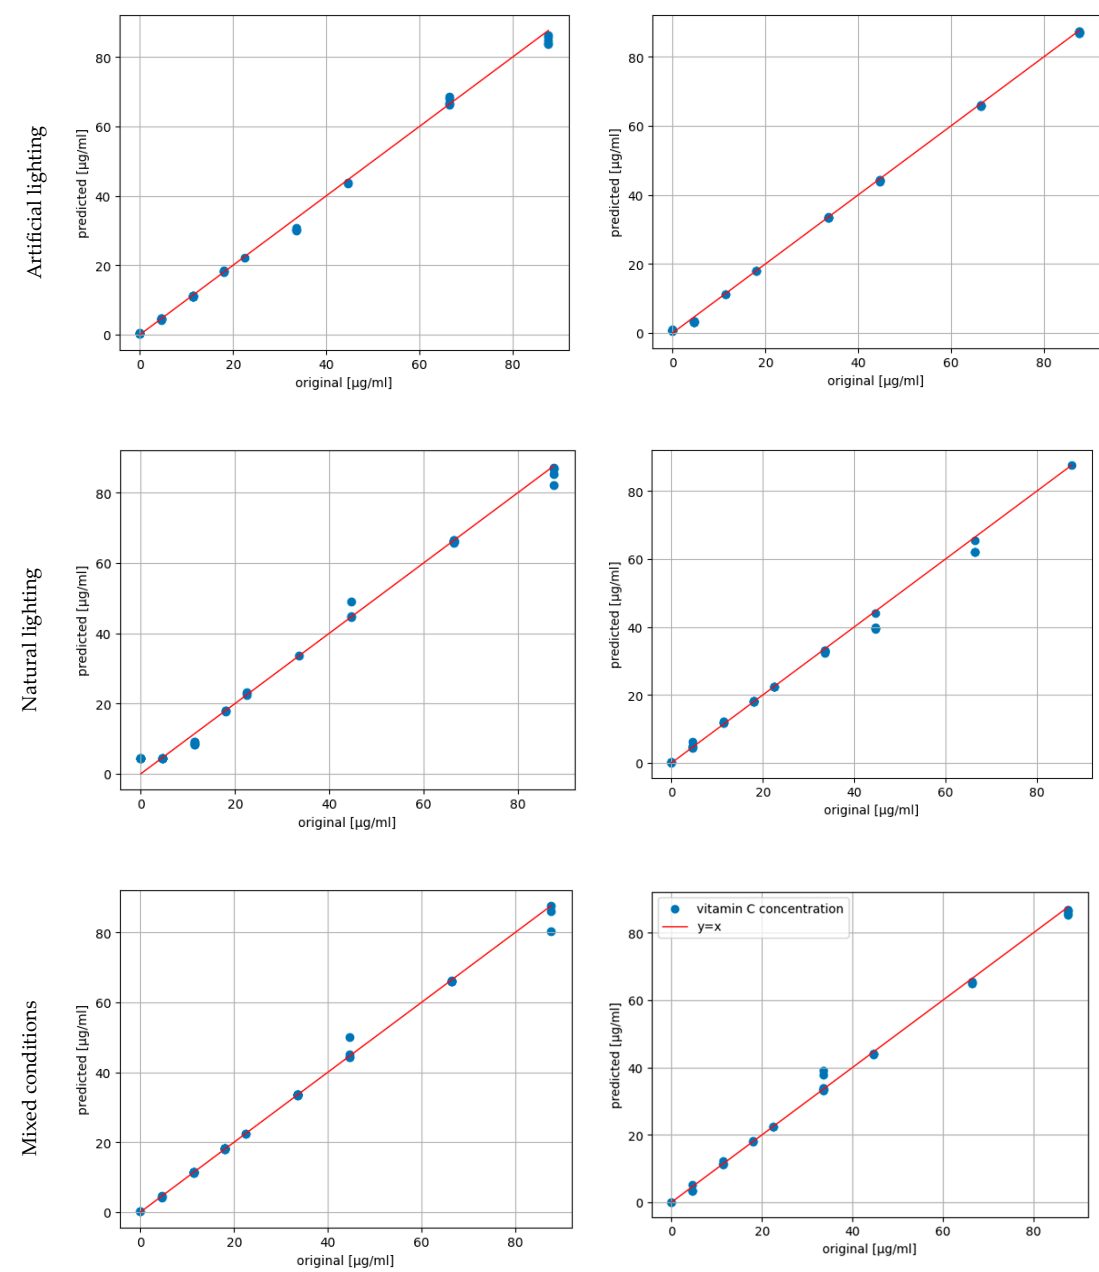 Artificial lighting
predicted [µg/ml]
80
60
40
20
0
0 20 40 60 80
original [µg/ml]
predicted [µg/ml]
80
60
40
20
0
0 20 40 60 80
original [µg/ml]
Natural lighting
predicted [µg/ml]
80
60
40
20
0
0 20 40 60 80
original [µg/ml]
predicted [µg/ml]
80
60
40
20
0
0 20 40 60 80
original [µg/ml]
Mixed conditions
predicted [µg/ml]
80
60
40
20
0
0 20 40 60 80
original [µg/ml]
vitamin C concentration
y=x
predicted [µg/ml]
80
60
40
20
0
0 20 40 60 80
original [µg/ml]